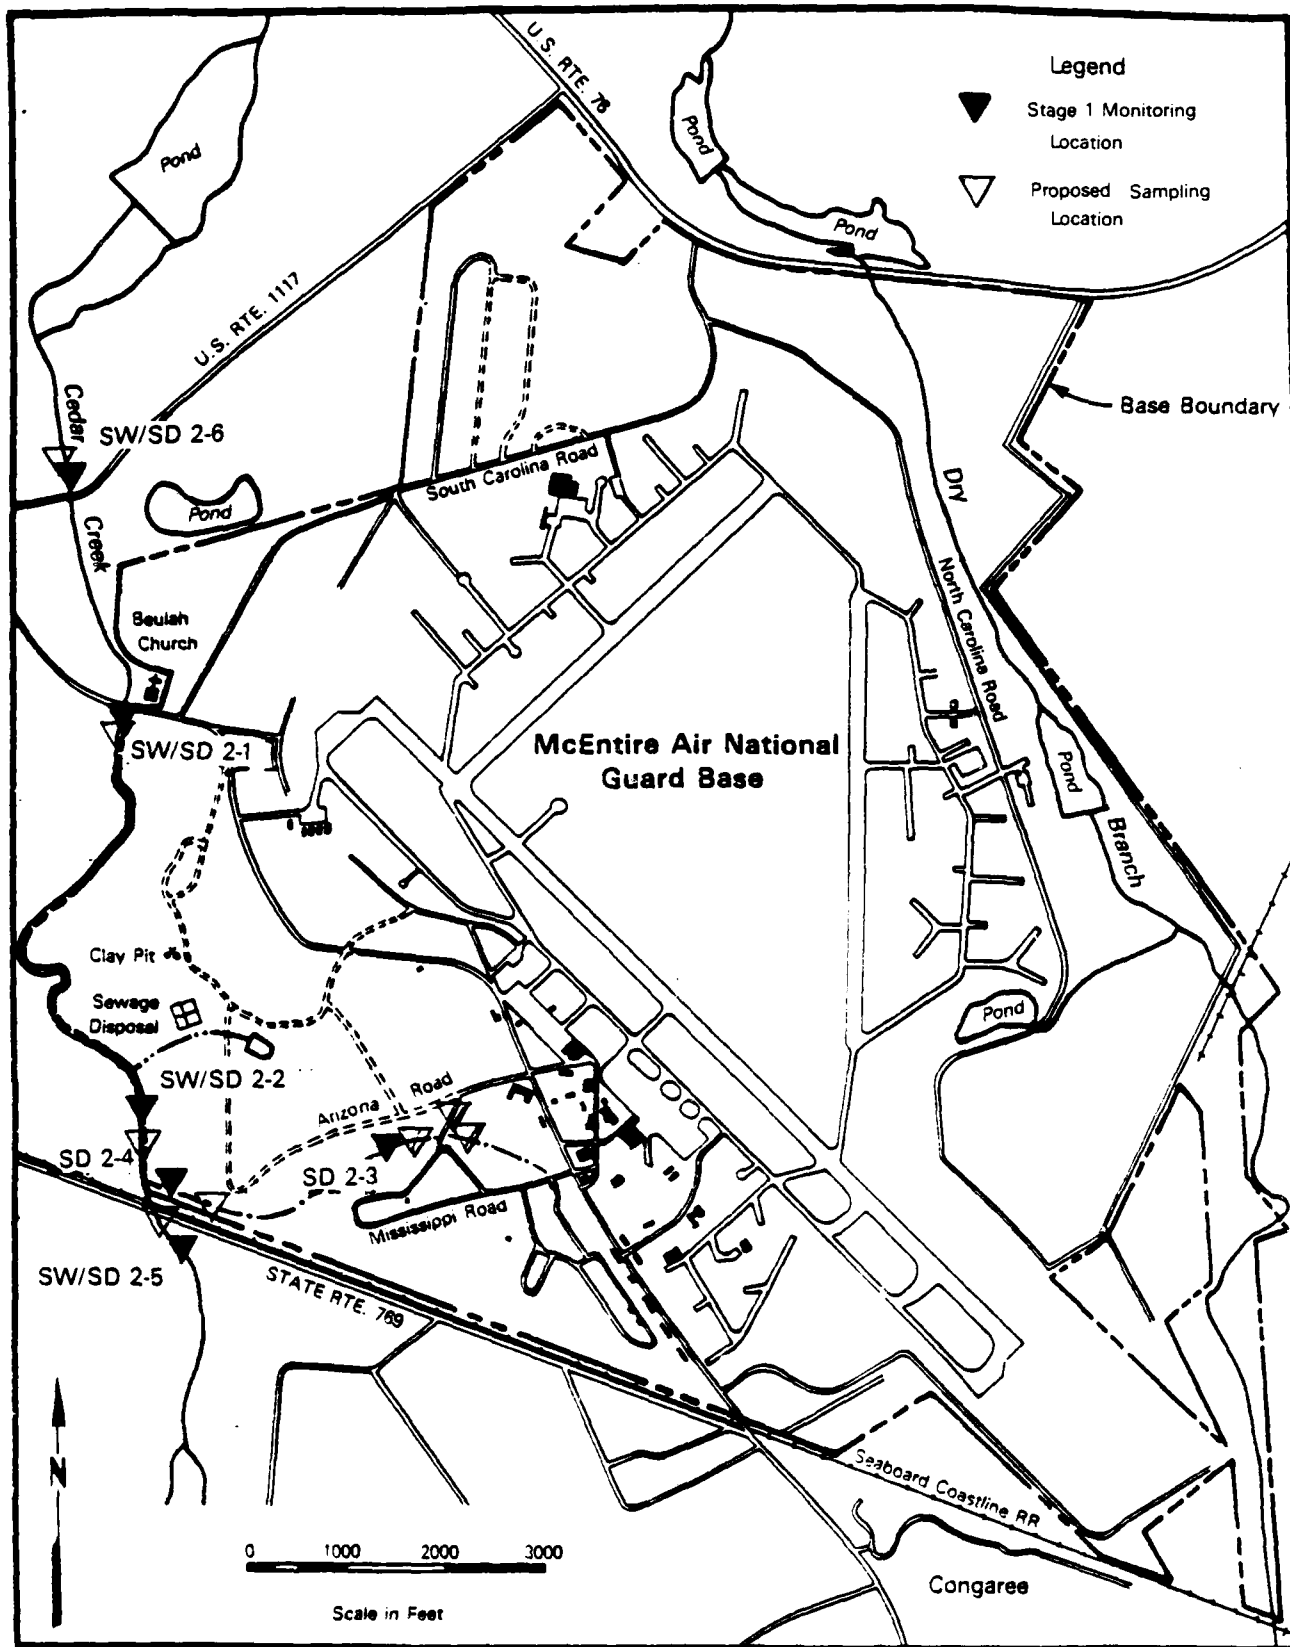 U.S. RTE. 76
Legend
Stage 1 Monitoring
Location
Proposed Sampling
Location
Pond
Pond
Pond
U.S. RTE. 1117
Base Boundary
Cedar
Creek
SW/SD 2-6
South Carolina Road
Pond
Dry
Branch
North Carolina Road
Beulah
Church
SW/SD 2-1
McEntire Air National
Guard Base
Pond
Clay Pit
Sewage
Disposal
Pond
SW/SD 2-2
Arizona Road
SD 2-4
SD 2-3
Mississippi Road
SW/SD 2-5
STATE RTE. 769
N
Seaboard Coastline RR
0 1000 2000 3000
Scale in Feet
Congaree